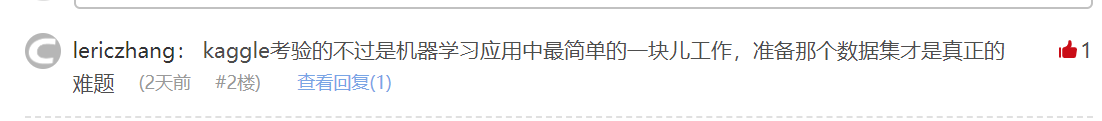 lericzhang： kaggle考验的不过是机器学习应用中最简单的一块儿工作，准备那个数据集才是真正的 1
难题 (2天前 #2楼) 查看回复(1)